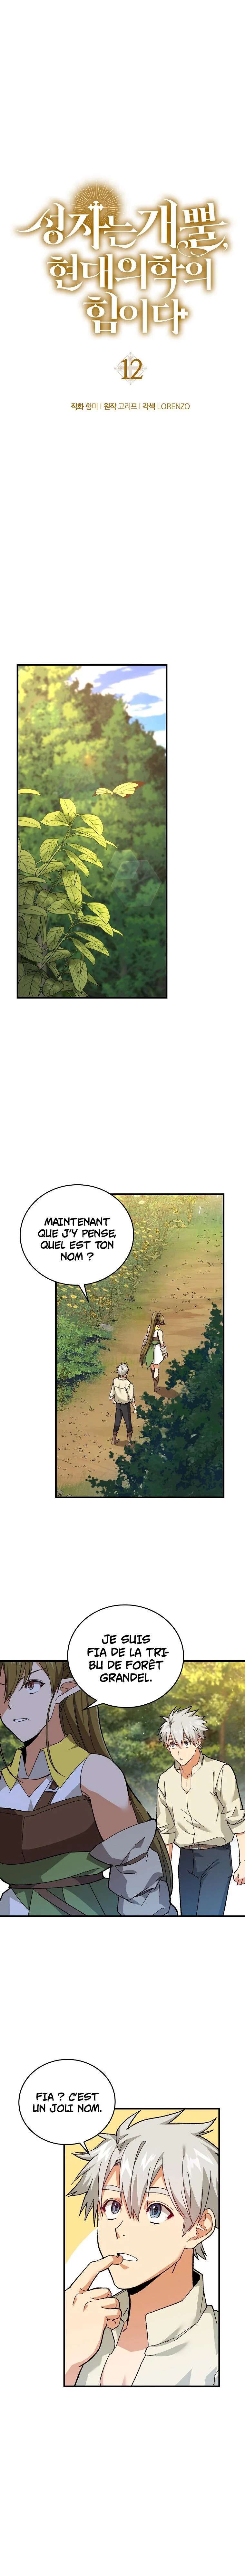 성자는 개뿔,
현대의학의
힘이다
12
작화 함미 | 원작 고리프 | 각색 LORENZO
MAINTENANT
QUE J'Y PENSE,
QUEL EST TON
NOM ?
JE SUIS
FIA DE LA TRI-
BU DE FORÊT
GRANDEL.
FIA ? C'EST
UN JOLI NOM.